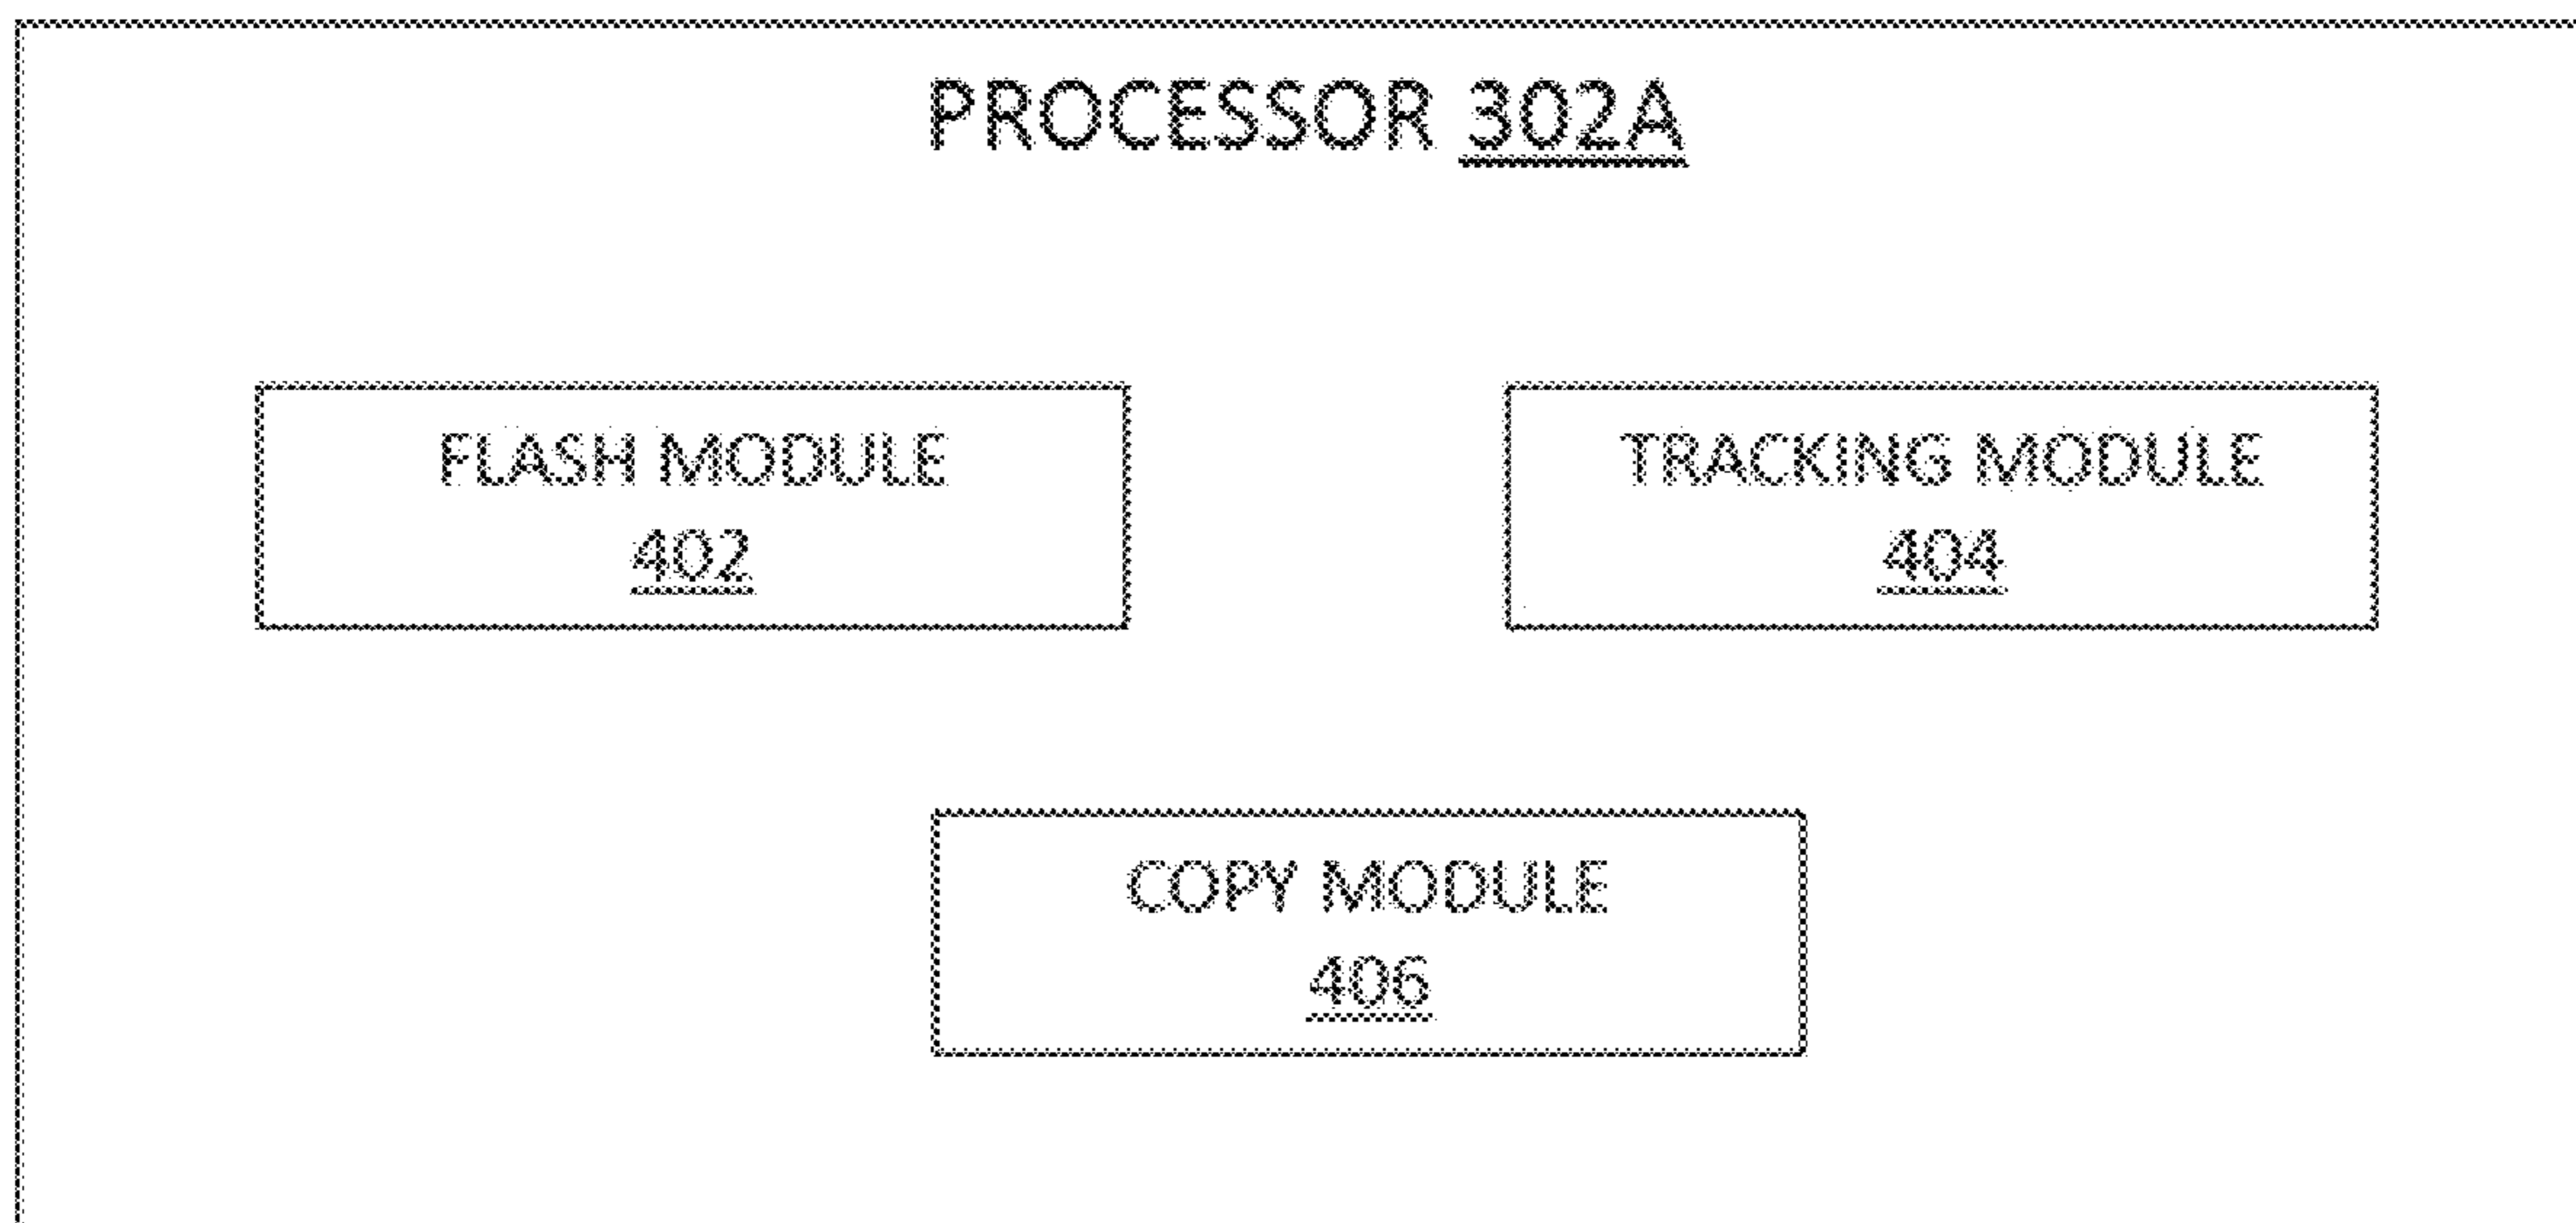 PROCESSOR 302A
FLASH MODULE
402
TRACKING MODULE
404
COPY MODULE
406